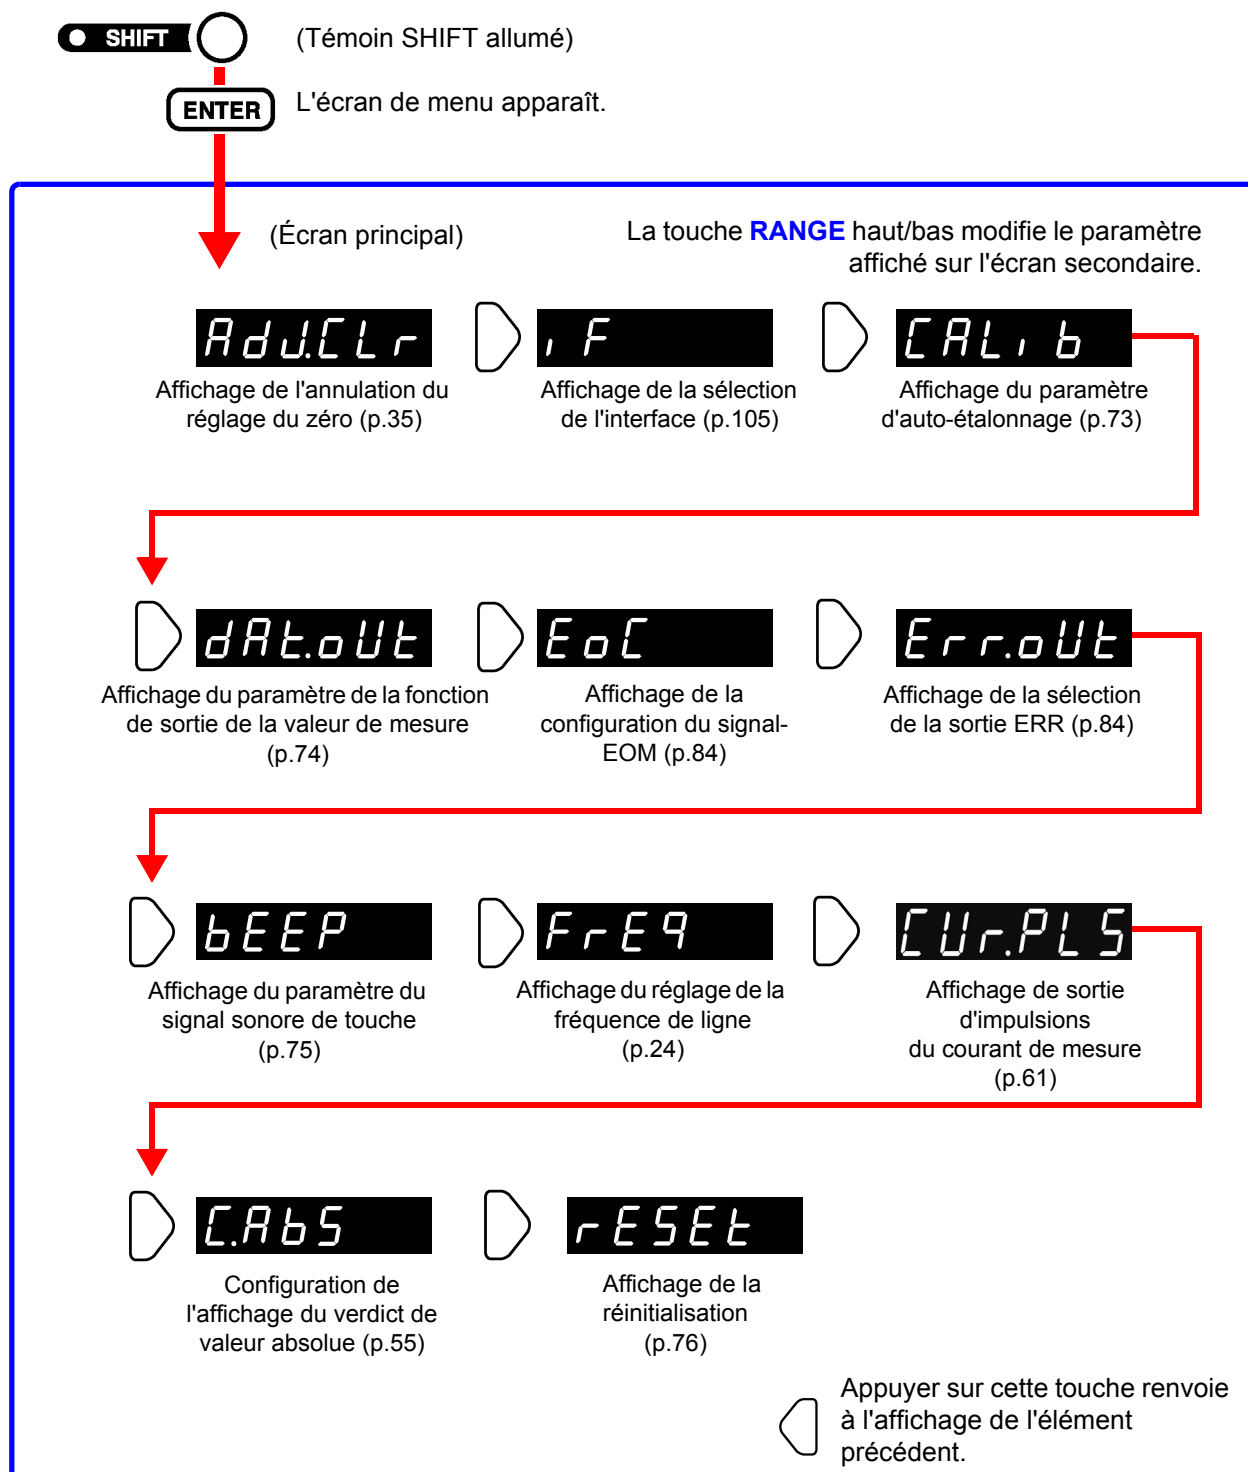 SHIFT
(Témoin SHIFT allumé)
ENTER
L'écran de menu apparaît.
(Écran principal)
La touche RANGE haut/bas modifie le paramètre
affiché sur l'écran secondaire.
AdJ.CLr
Affichage de l'annulation du
réglage du zéro (p.35)
iF
Affichage de la sélection
de l'interface (p.105)
CALib
Affichage du paramètre
d'auto-étalonnage (p.73)
dAt.oUt
Affichage du paramètre de la fonction
de sortie de la valeur de mesure
(p.74)
EoC
Affichage de la
configuration du signal-
EOM (p.84)
Err.oUt
Affichage de la sélection
de la sortie ERR (p.84)
bEEP
Affichage du paramètre du
signal sonore de touche
(p.75)
FrEq
Affichage du réglage de la
fréquence de ligne
(p.24)
CUr.PLS
Affichage de sortie
d'impulsions
du courant de mesure
(p.61)
C.AbS
Configuration de
l'affichage du verdict de
valeur absolue (p.55)
rESEt
Affichage de la
réinitialisation
(p.76)
Appuyer sur cette touche renvoie
à l'affichage de l'élément
précédent.